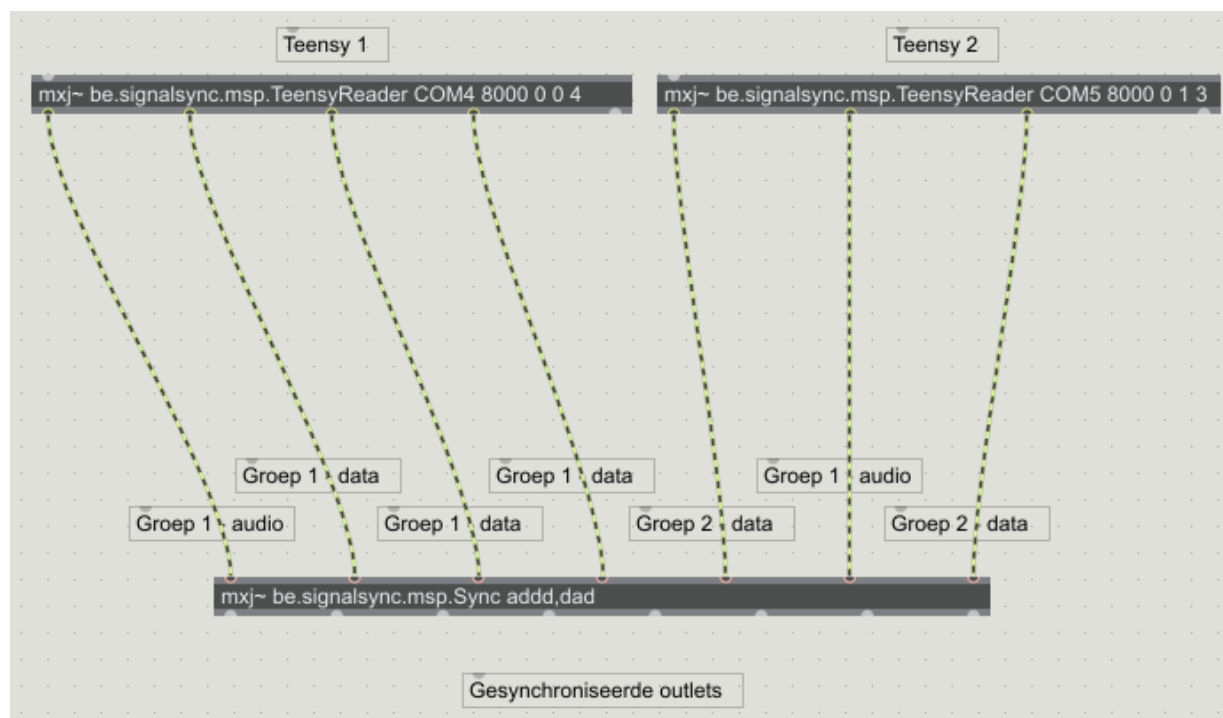 Teensy 1
Teensy 2
mxj~ be.signalsync.msp.TeensyReader COM4 8000 0 0 4
mxj~ be.signalsync.msp.TeensyReader COM5 8000 0 1 3
Groep 1 - data
Groep 1 - data
Groep 1 - audio
Groep 1 - audio
Groep 1 - data
Groep 2 - data
Groep 2 - data
mxj~ be.signalsync.msp.Sync addd,dad
Gesynchroniseerde outlets